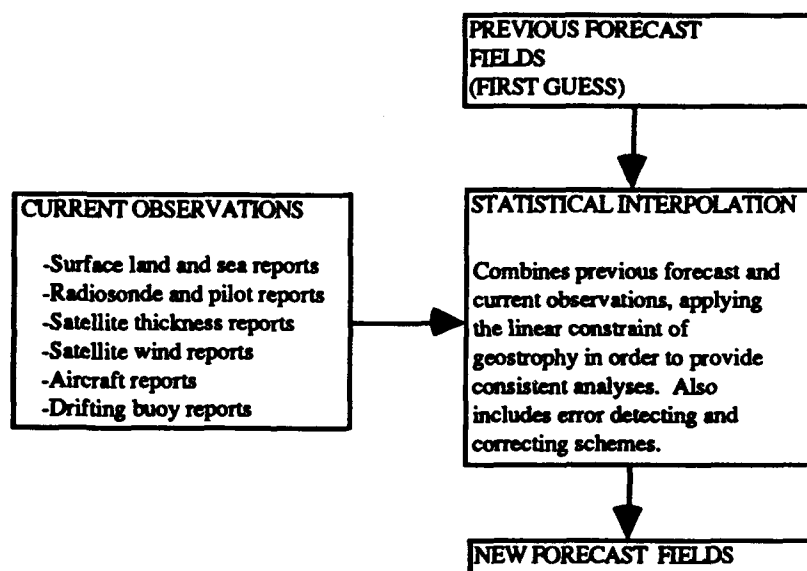 PREVIOUS FORECAST
FIELDS
(FIRST GUESS)
CURRENT OBSERVATIONS
-Surface land and sea reports
-Radiosonde and pilot reports
-Satellite thickness reports
-Satellite wind reports
-Aircraft reports
-Drifting buoy reports
STATISTICAL INTERPOLATION
Combines previous forecast and
current observations, applying
the linear constraint of
geostrophy in order to provide
consistent analyses. Also
includes error detecting and
correcting schemes.
NEW FORECAST FIELDS